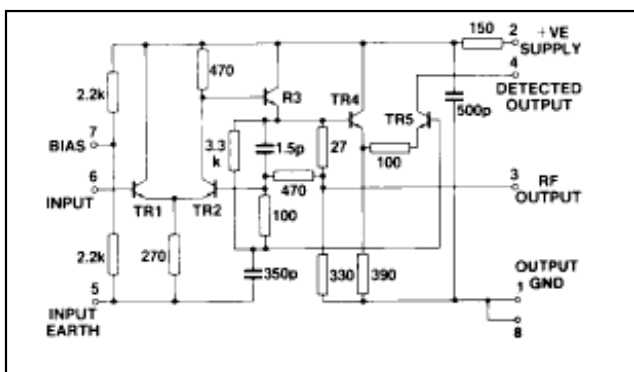 150
2
+VE
SUPPLY
470
4
2.2k
R3
TR4
DETECTED
OUTPUT
TR5
500p
7
BIAS
3.3
k
1.5p
27
100
6
470
3
INPUT
TR1
TR2
100
RF
OUTPUT
2.2k
270
350p
330
390
OUTPUT
GND
5
1
INPUT
EARTH
8